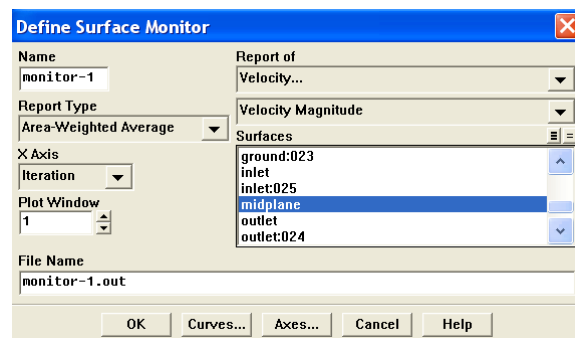 Define Surface Monitor
Name
monitor-1
Report Type
Area-Weighted Average
X Axis
Iteration
Plot Window
1
Report of
Velocity...
Velocity Magnitude
Surfaces
ground:023
inlet
inlet:025
midplane
outlet
outlet:024
File Name
monitor-1.out
OK Curves... Axes... Cancel Help